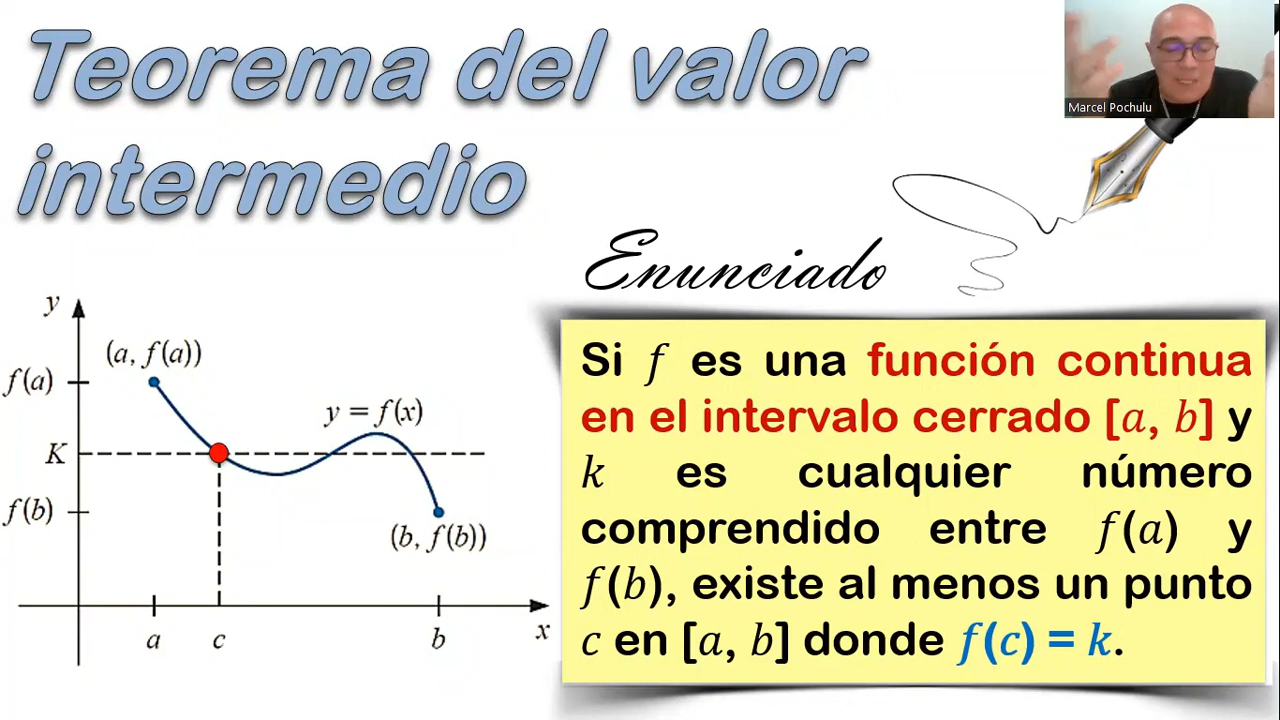 Teorema del valor
intermedio
Marcel Pochulu
Enunciado
y
(a, f(a))
f(a)
y = f(x)
K
f(b)
(b, f(b))
a
c
b
x
Si f es una función continua
en el intervalo cerrado [a, b] y
k es cualquier número
comprendido entre f(a) y
f(b), existe al menos un punto
c en [a, b] donde f(c) = k.